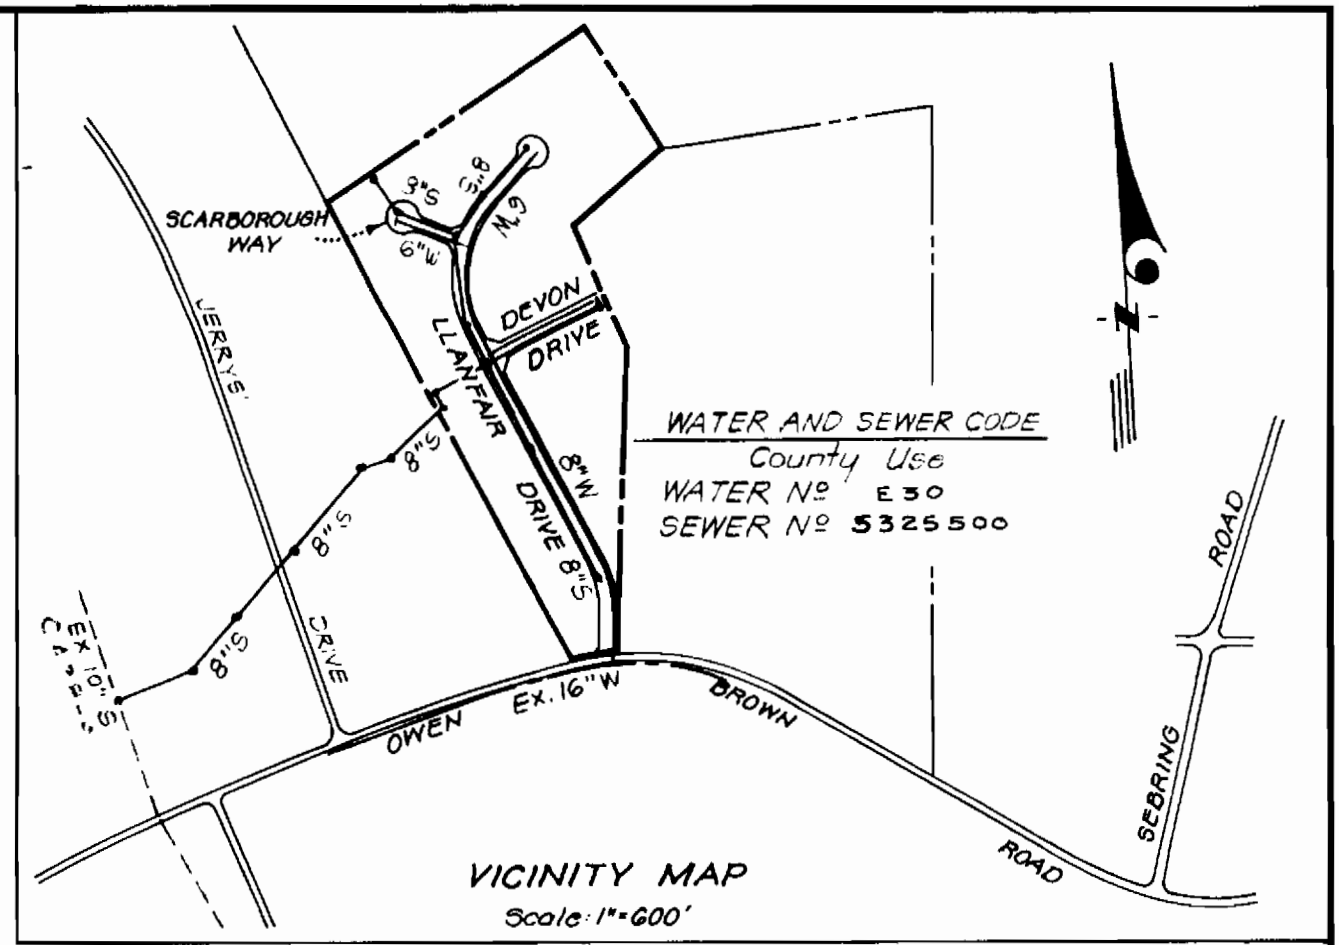 SCARBOROUGH
WAY
8"S
8"S
6"W
6"W
JERRYS'
DRIVE
LLANFAIR
DRIVE
8"S
DEVON
DRIVE
8"W
8"S
8"S
8"S
EX 10" S
WATER AND SEWER CODE
County Use
WATER Nº E30
SEWER Nº 5325500
N
OWEN
EX. 16"W
BROWN
ROAD
SEBRING
ROAD
VICINITY MAP
Scale: 1"=600'